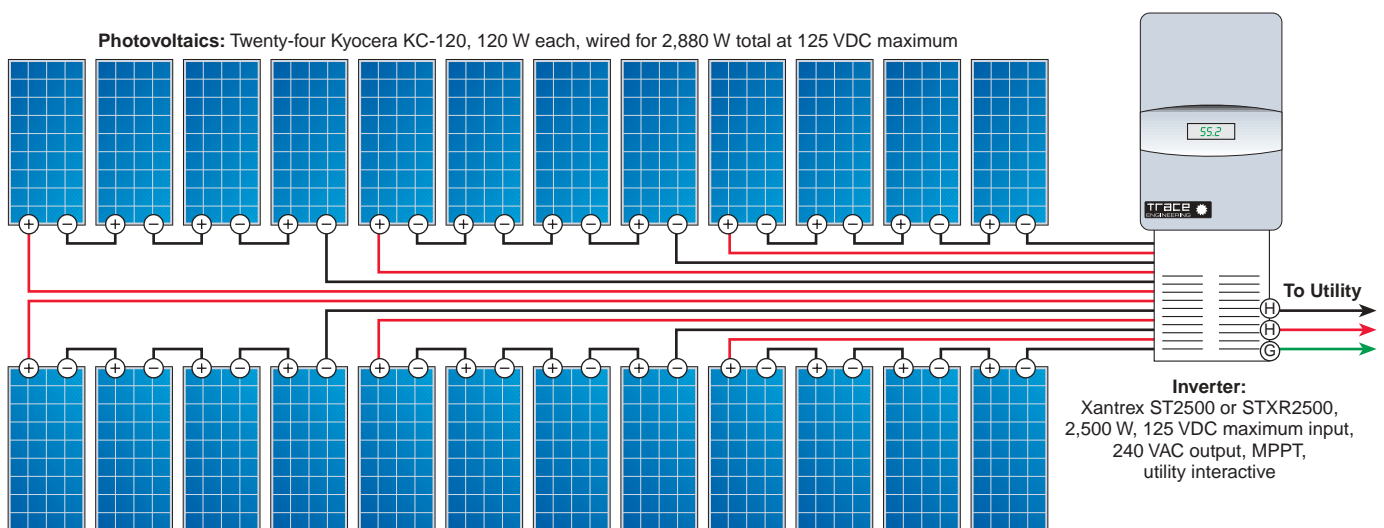 Photovoltaics: Twenty-four Kyocera KC-120, 120 W each, wired for 2,880 W total at 125 VDC maximum
55.2
Trace
ENGINEERING
+ − + − + − + − + − + − + − + − + − + − + − + −
To Utility
H
H
G
+ − + − + − + − + − + − + − + − + − + − + − + −
Inverter:
Xantrex ST2500 or STXR2500,
2,500 W, 125 VDC maximum input,
240 VAC output, MPPT,
utility interactive